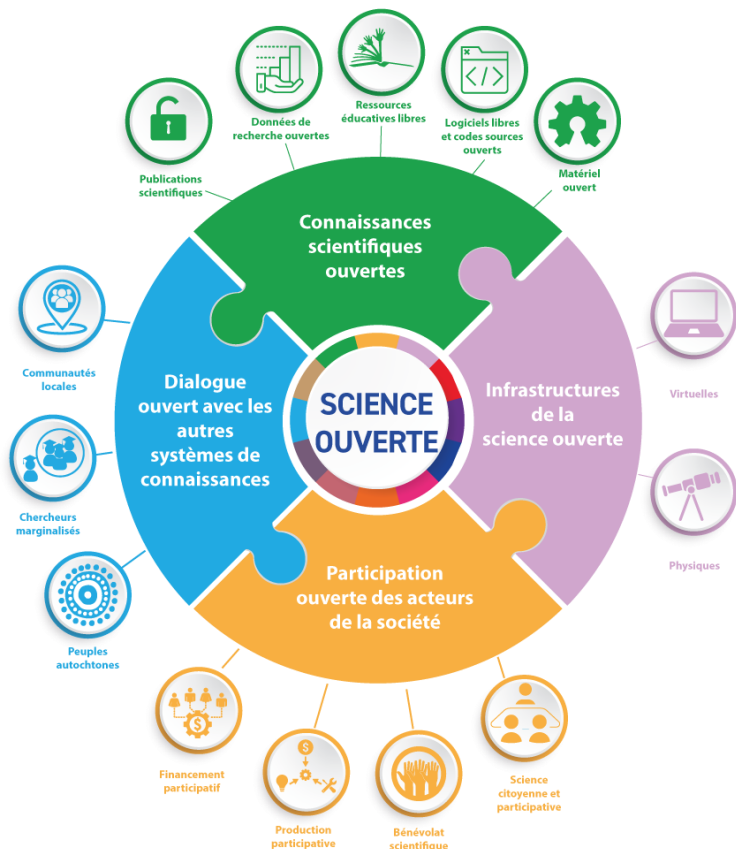 Ressources
éducatives libres
Données de
recherche ouvertes
Logiciels libres
et codes sources
ouverts
Publications
scientifiques
Matériel
ouvert
Connaissances
scientifiques
ouvertes
Communautés
locales
Dialogue
ouvert avec les
autres
systèmes de
connaissances
Chercheurs
marginalisés
Peuples
autochtones
SCIENCE
OUVERTE
Infrastructures
de la
science ouverte
Virtuelles
Physiques
Participation
ouverte des acteurs
de la société
Financement
participatif
Production
participative
Bénévolat
scientifique
Science
citoyenne et
participative